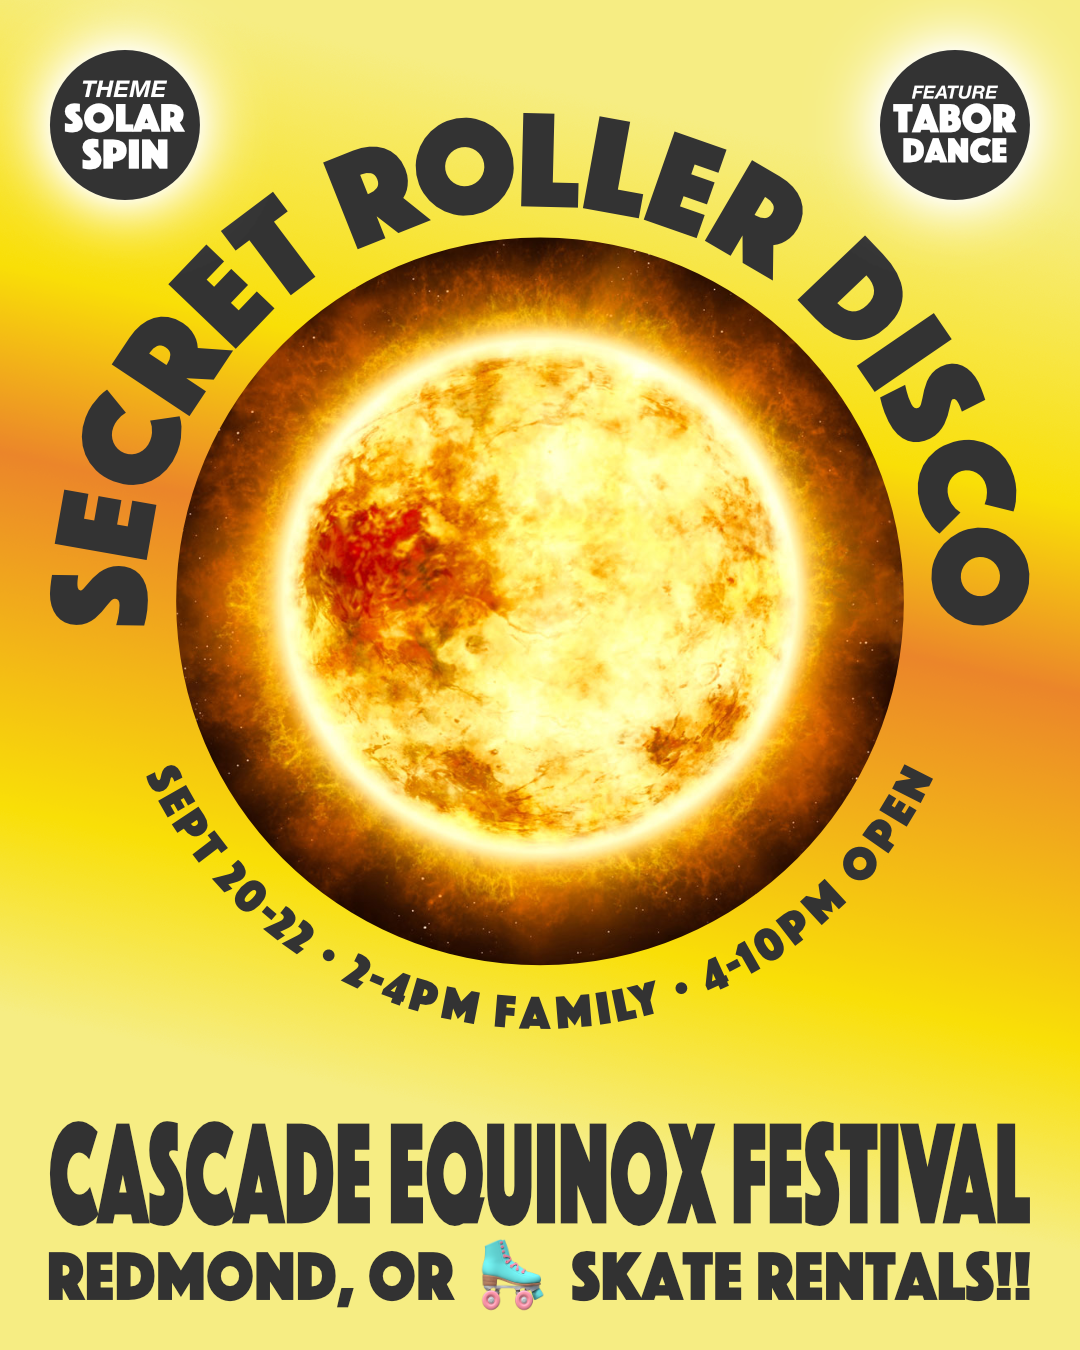 THEME
SOLAR
SPIN
FEATURE
TABOR
DANCE
SECRET ROLLER DISCO
SEPT 20-22 • 2-4PM FAMILY • 4-10PM OPEN
CASCADE EQUINOX FESTIVAL
REDMOND, OR 🛼 SKATE RENTALS!!